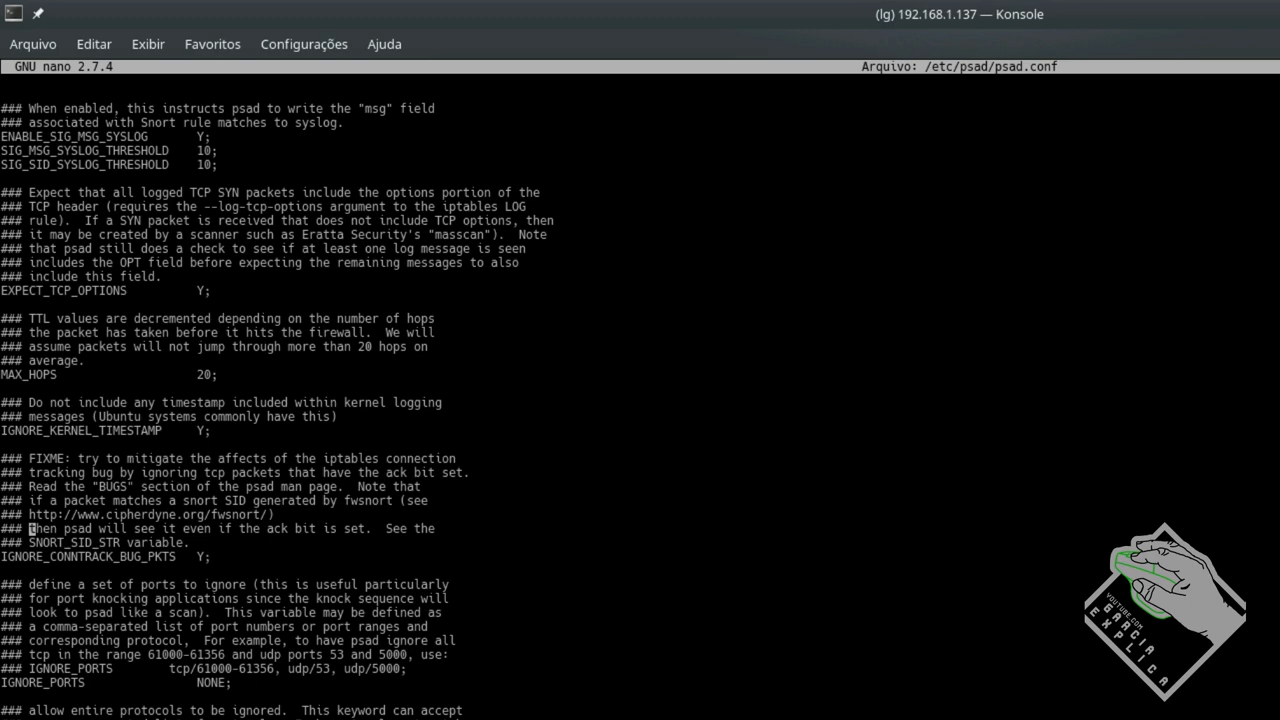 (lg) 192.168.1.137 — Konsole
Arquivo Editar Exibir Favoritos Configurações Ajuda
GNU nano 2.7.4 Arquivo: /etc/psad/psad.conf
### When enabled, this instructs psad to write the "msg" field
### associated with Snort rule matches to syslog.
ENABLE_SIG_MSG_SYSLOG Y;
SIG_MSG_SYSLOG_THRESHOLD 10;
SIG_SID_SYSLOG_THRESHOLD 10;
### Expect that all logged TCP SYN packets include the options portion of the
### TCP header (requires the --log-tcp-options argument to the iptables LOG
### rule). If a SYN packet is received that does not include TCP options, then
### it may be created by a scanner such as Eratta Security's "masscan"). Note
### that psad still does a check to see if at least one log message is seen
### includes the OPT field before expecting the remaining messages to also
### include this field.
EXPECT_TCP_OPTIONS Y;
### TTL values are decremented depending on the number of hops
### the packet has taken before it hits the firewall. We will
### assume packets will not jump through more than 20 hops on
### average.
MAX_HOPS 20;
### Do not include any timestamp included within kernel logging
### messages (Ubuntu systems commonly have this)
IGNORE_KERNEL_TIMESTAMP Y;
### FIXME: try to mitigate the affects of the iptables connection
### tracking bug by ignoring tcp packets that have the ack bit set.
### Read the "BUGS" section of the psad man page. Note that
### if a packet matches a snort SID generated by fwsnort (see
### http://www.cipherdyne.org/fwsnort/)
### then psad will see it even if the ack bit is set. See the
### SNORT_SID_STR variable.
IGNORE_CONNTRACK_BUG_PKTS Y;
### define a set of ports to ignore (this is useful particularly
### for port knocking applications since the knock sequence will
### look to psad like a scan). This variable may be defined as
### a comma-separated list of port numbers or port ranges and
### corresponding protocol, For example, to have psad ignore all
### tcp in the range 61000-61356 and udp ports 53 and 5000, use:
### IGNORE_PORTS tcp/61000-61356, udp/53, udp/5000;
IGNORE_PORTS NONE;
### allow entire protocols to be ignored. This keyword can accept
YOUTUBE.COM
GARCIA
EXPLICA